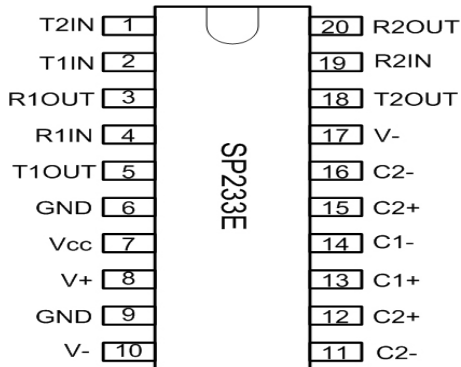 T2IN 1 20 R2OUT
T1IN 2 19 R2IN
R1OUT 3 18 T2OUT
R1IN 4 17 V-
T1OUT 5 16 C2-
GND 6 15 C2+
Vcc 7 14 C1-
V+ 8 13 C1+
GND 9 12 C2+
V- 10 11 C2-
SP233E